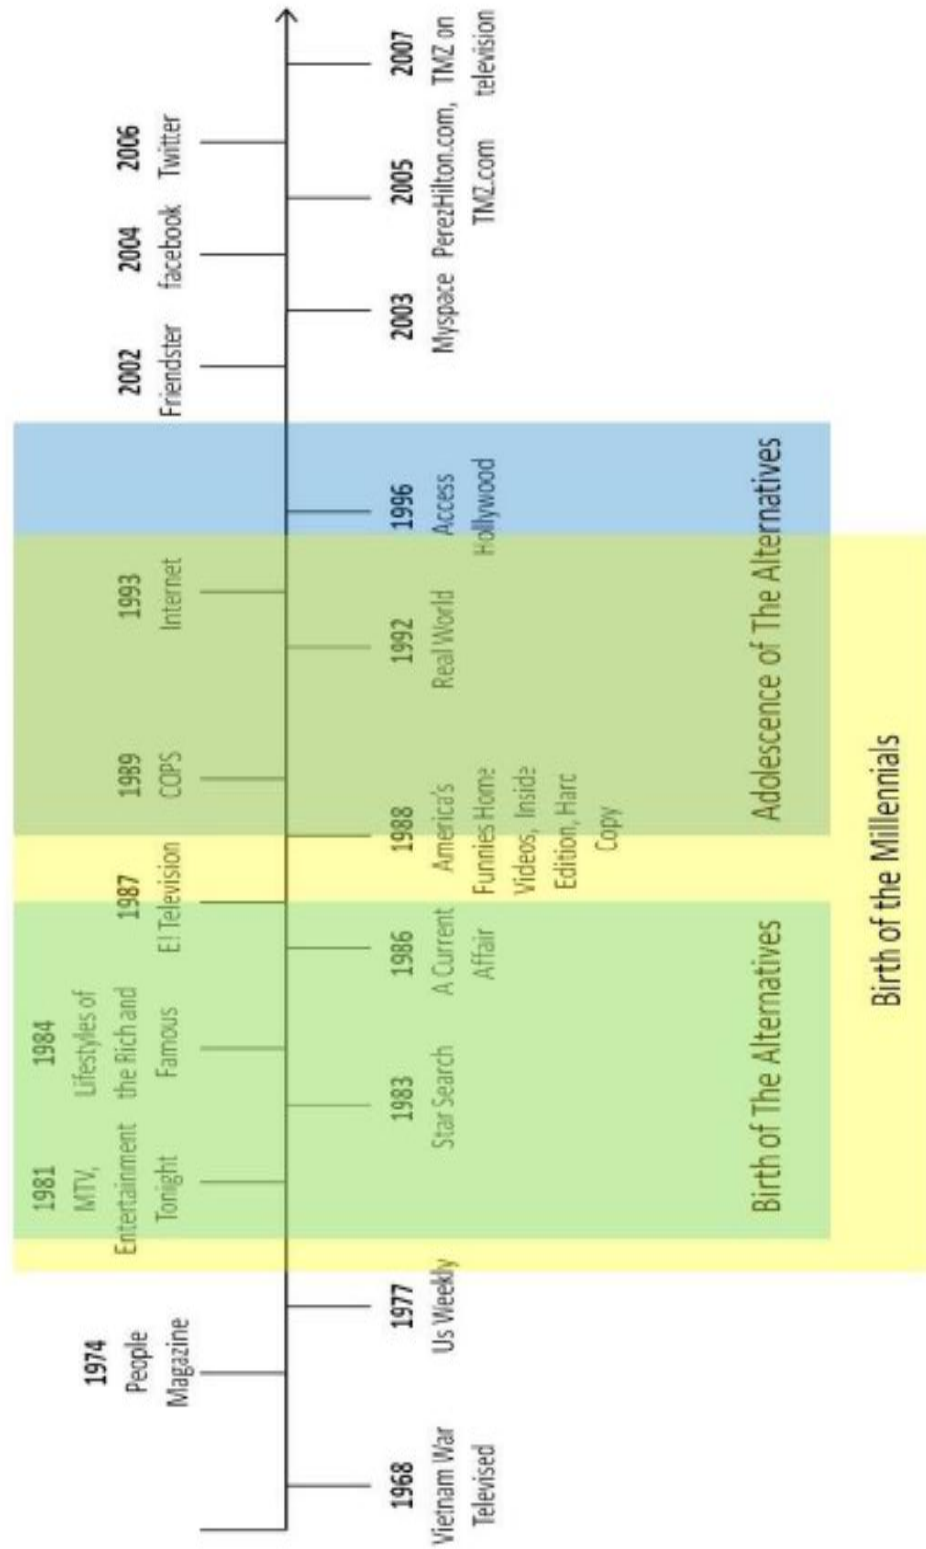 1968
Vietnam War
Televised
1974
People
Magazine
1977
Us Weekly
1981
MTV,
Entertainment
Tonight
1983
Star Search
1984
Lifestyles of
the Rich and
Famous
1986
A Current
Affair
1987
E! Television
1988
America's
Funnies Home
Videos, Inside
Edition, Harc
Copy
1989
COPS
1992
Real World
1993
Internet
1996
Access
Hollywood
2002
Friendster
2003
Myspace
2004
facebook
2005
PerezHilton.com,
TMZ.com
2006
Twitter
2007
TMZ on
television
Birth of The Alternatives
Adolescence of The Alternatives
Birth of the Millennials